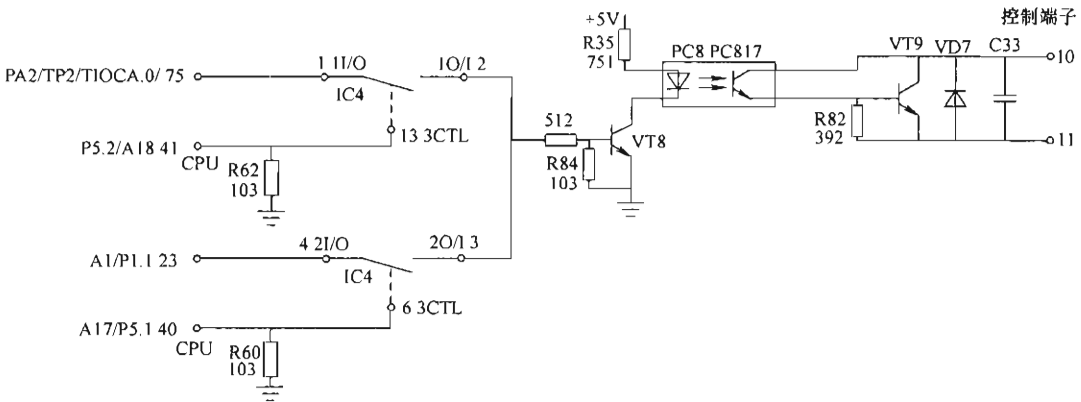 控制端子
+5V
R35
751
PC8 PC817
VT9
VD7
C33
10
PA2/TP2/TIOCA.0/ 75
1 1I/O
1O/I 2
IC4
P5.2/A18 41
CPU
13 3CTL
R62
103
512
R84
103
VT8
R82
392
11
A1/P1.1 23
4 2I/O
2O/I 3
IC4
6 3CTL
A17/P5.1 40
CPU
R60
103